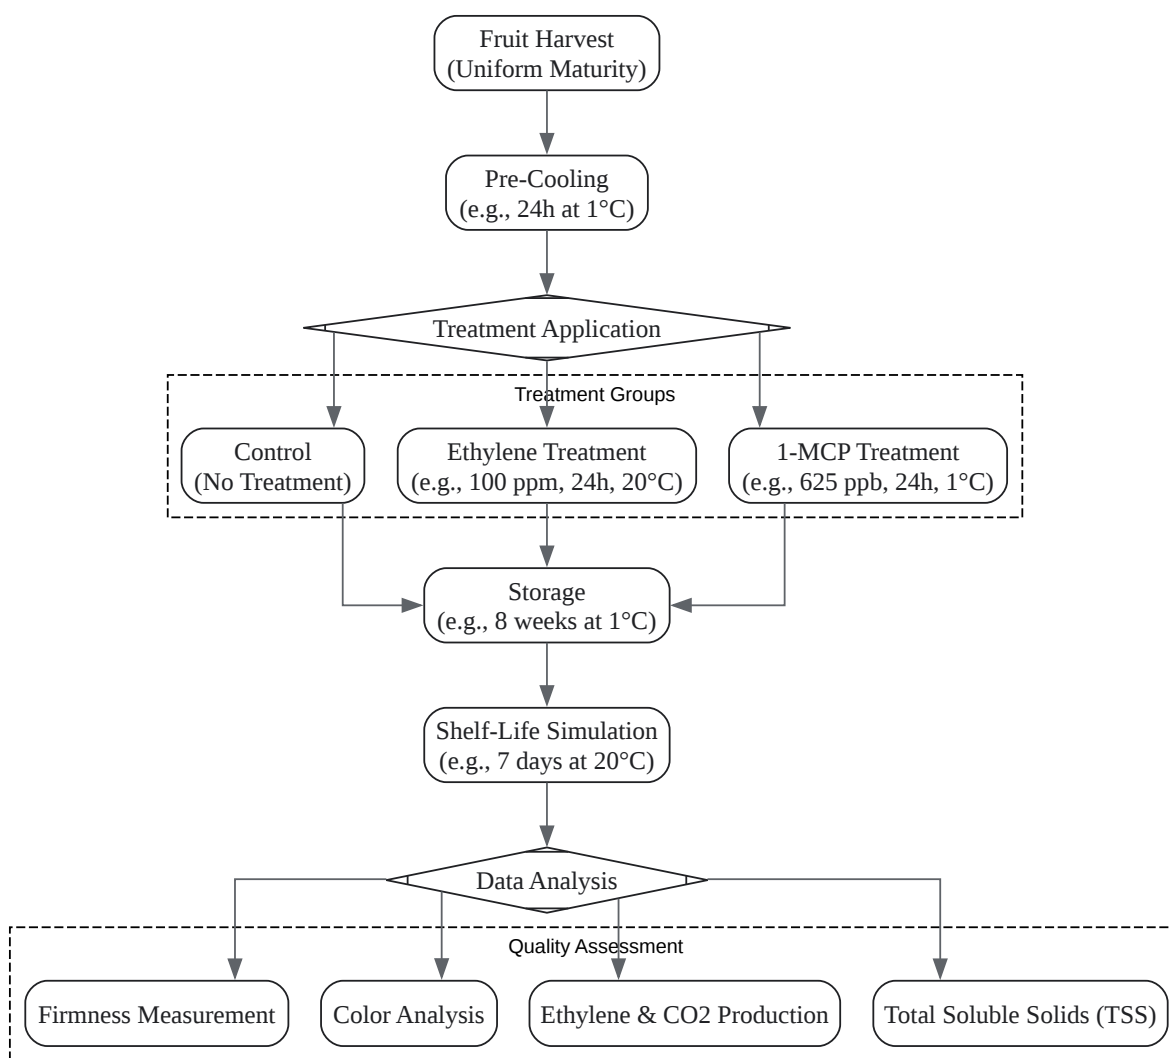 Fruit Harvest
(Uniform Maturity)
Pre-Cooling
(e.g., 24h at 1°C)
Treatment Application
Treatment Groups
Control
(No Treatment)
Ethylene Treatment
(e.g., 100 ppm, 24h, 20°C)
1-MCP Treatment
(e.g., 625 ppb, 24h, 1°C)
Storage
(e.g., 8 weeks at 1°C)
Shelf-Life Simulation
(e.g., 7 days at 20°C)
Data Analysis
Quality Assessment
Firmness Measurement
Color Analysis
Ethylene & CO2 Production
Total Soluble Solids (TSS)